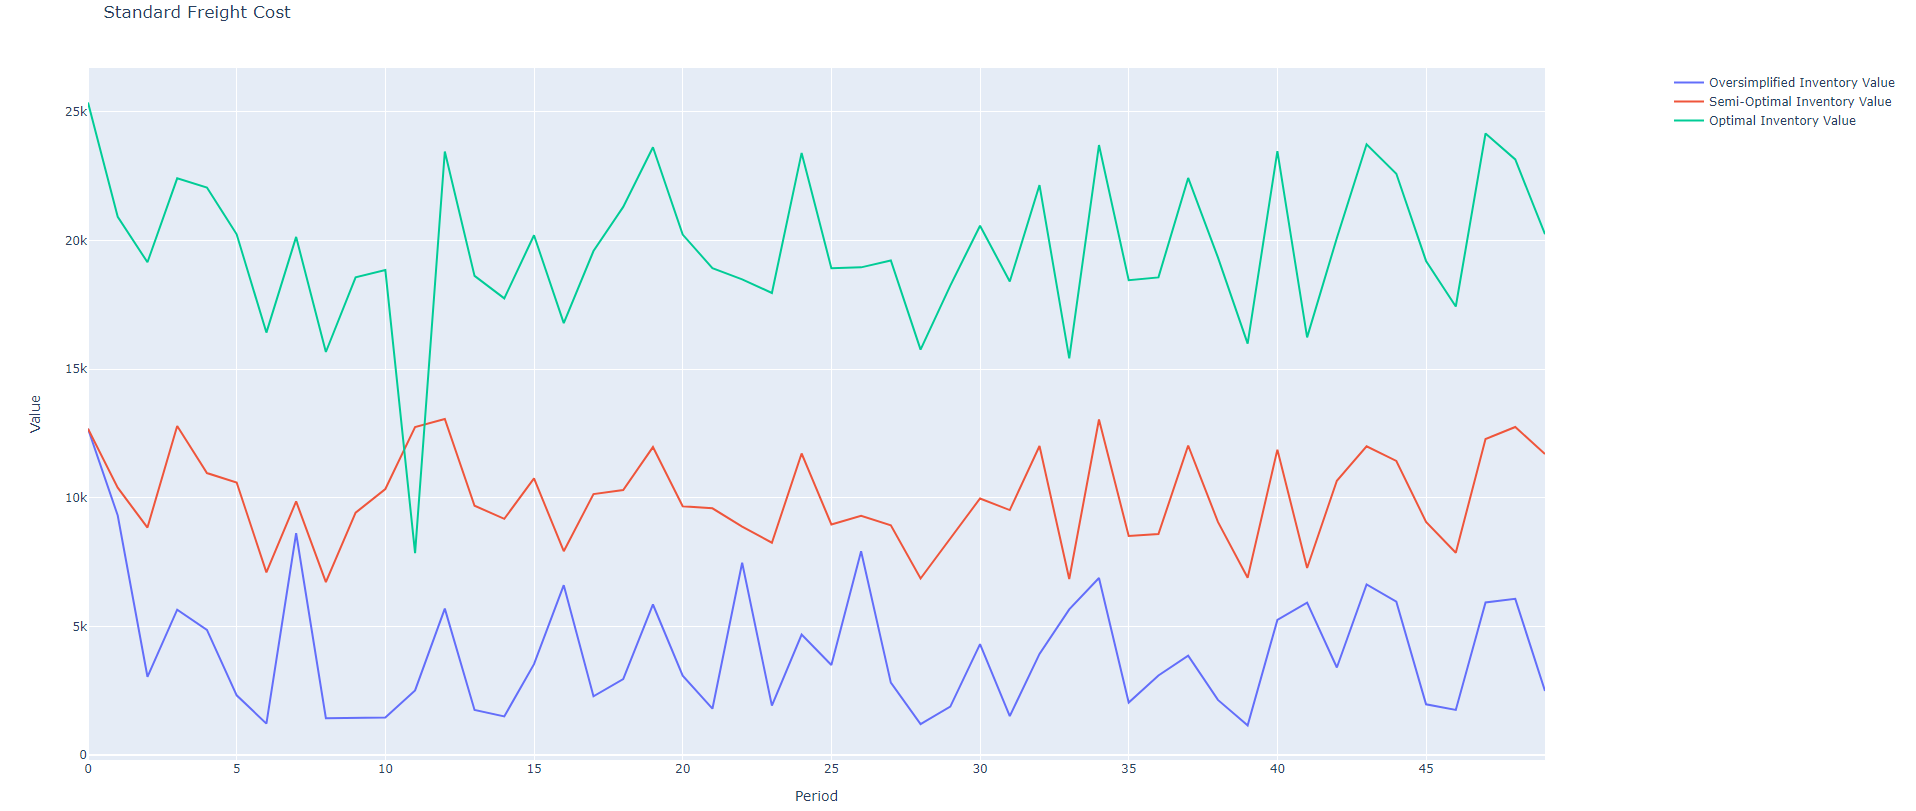 Standard Freight Cost
Oversimplified Inventory Value
Semi-Optimal Inventory Value
Optimal Inventory Value
25k
20k
15k
10k
5k
0
Value
0 5 10 15 20 25 30 35 40 45
Period